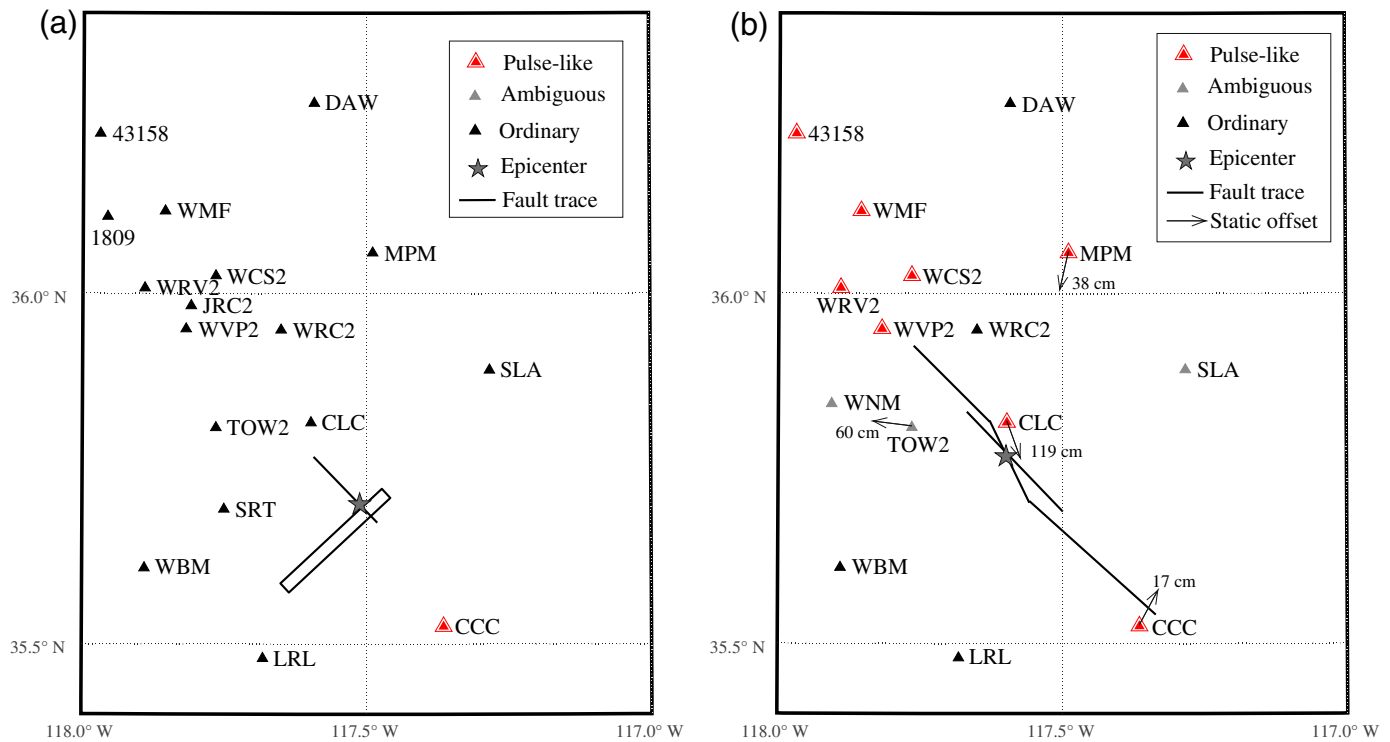 (a)
Pulse-like
Ambiguous
Ordinary
Epicenter
Fault trace
DAW
43158
WMF
1809
MPM
WCS2
WRV2
36.0° N
JRC2
WVP2
WRC2
SLA
CLC
TOW2
SRT
WBM
CCC
35.5° N
LRL
118.0° W
117.5° W
117.0° W
(b)
Pulse-like
Ambiguous
Ordinary
Epicenter
Fault trace
Static offset
DAW
43158
WMF
MPM
WCS2
38 cm
WRV2
36.0° N
WVP2
WRC2
SLA
WNM
CLC
60 cm
TOW2
119 cm
WBM
17 cm
CCC
35.5° N
LRL
118.0° W
117.5° W
117.0° W